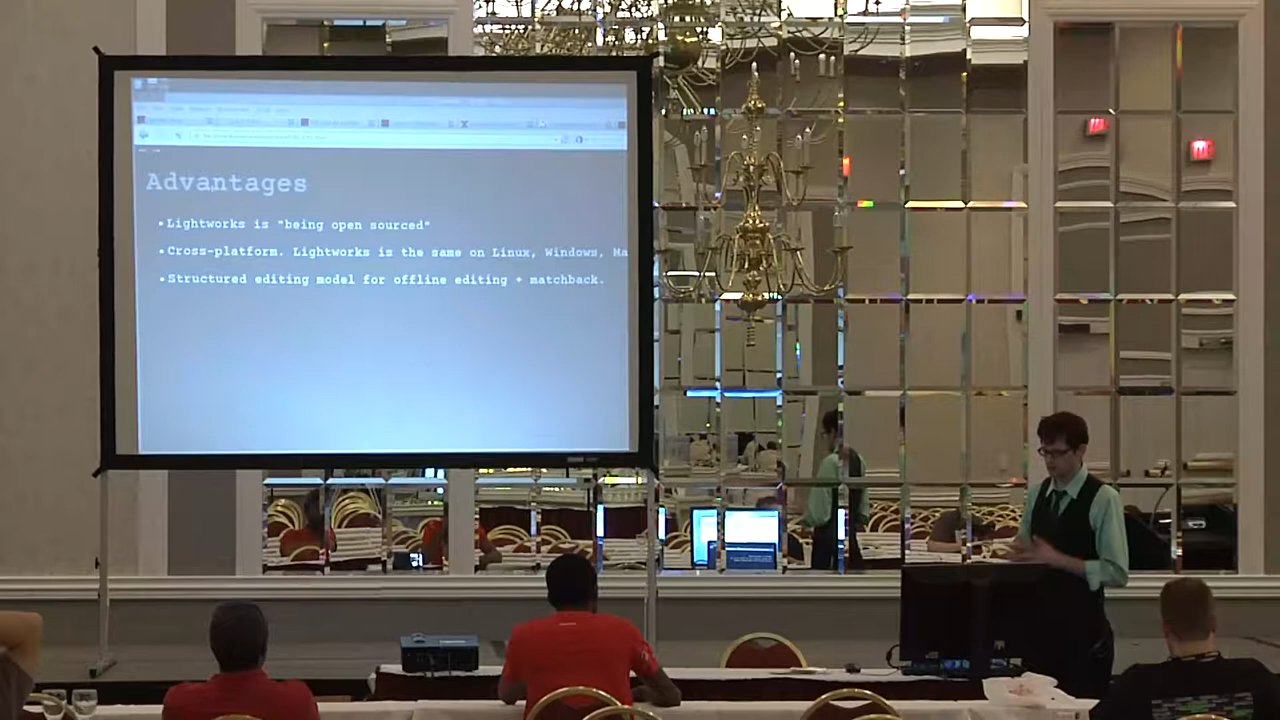 Advantages
•Lightworks is "being open sourced"
•Cross-platform. Lightworks is the same on Linux, Windows, Ma
•Structured editing model for offline editing + matchback.